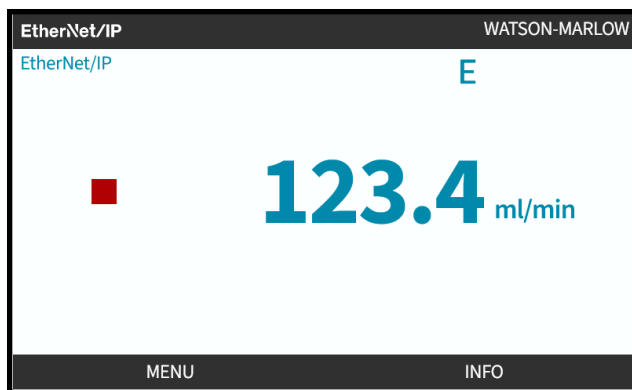 EtherNet/IP WATSON-MARLOW
EtherNet/IP E
123.4 ml/min
MENU INFO